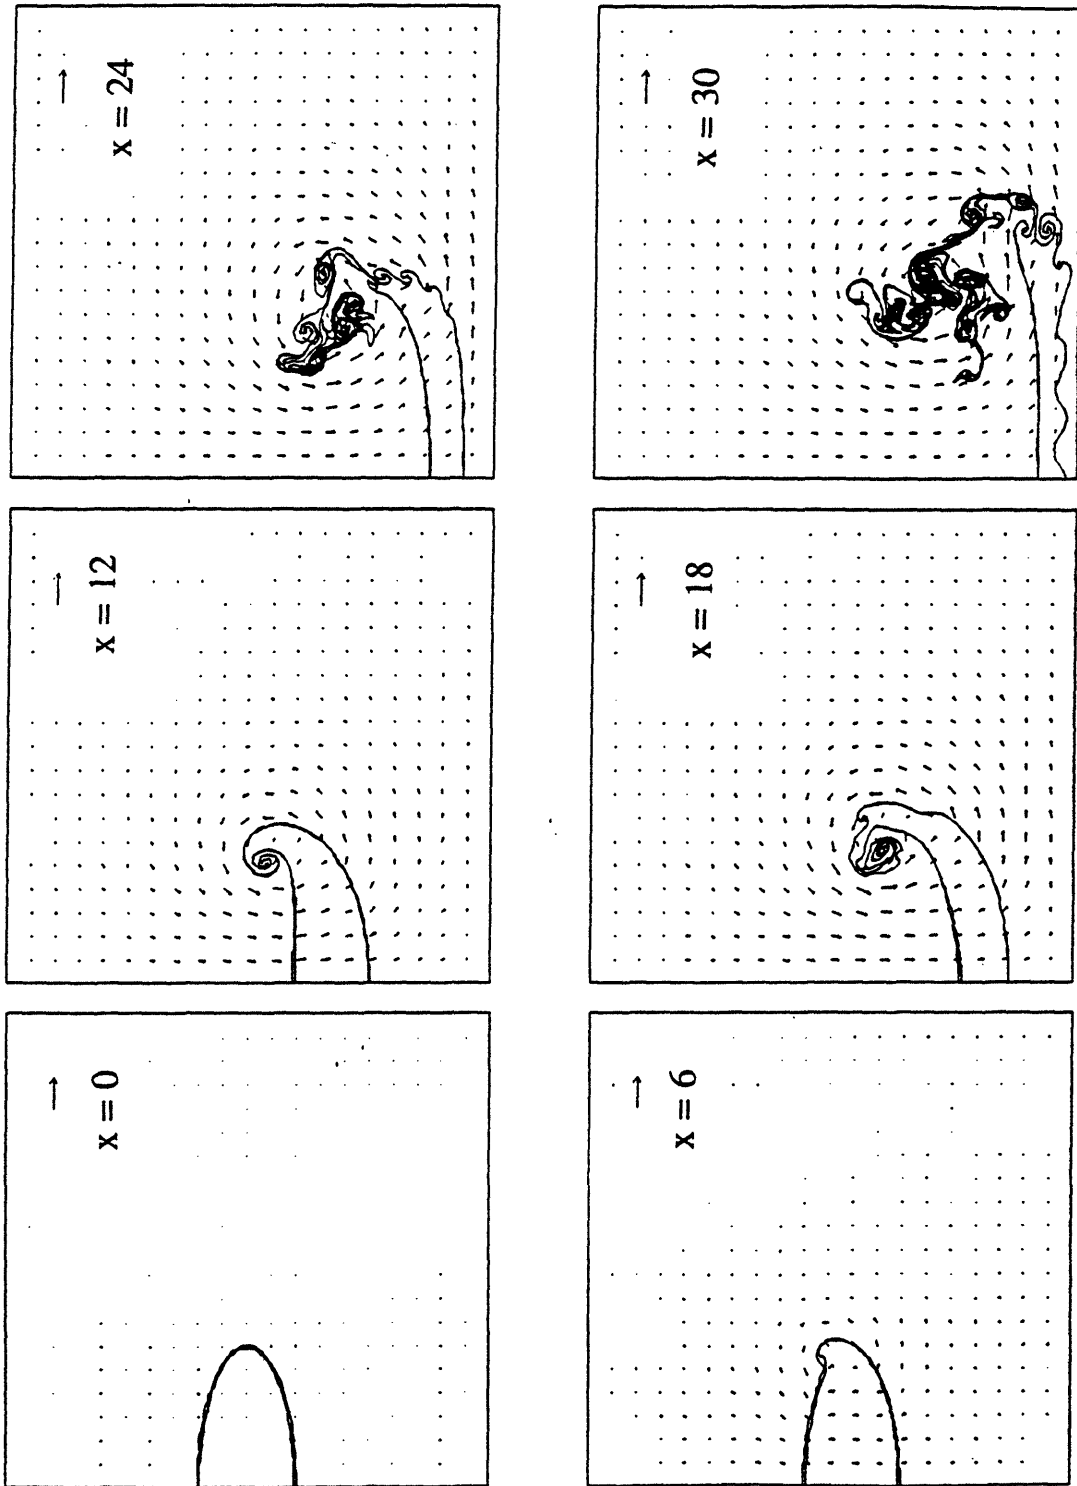 x = 0
x = 6
x = 12
x = 18
x = 24
x = 30